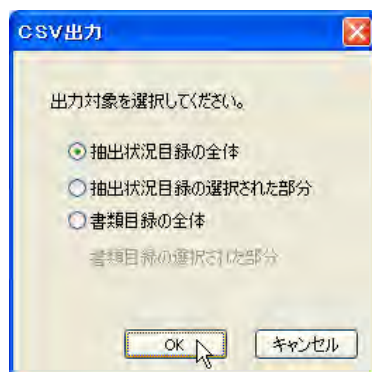 CSV出力
出力対象を選択してください。
抽出状況目録の全体
抽出状況目録の選択された部分
書類目録の全体
書類目録の選択された部分
OK
キャンセル